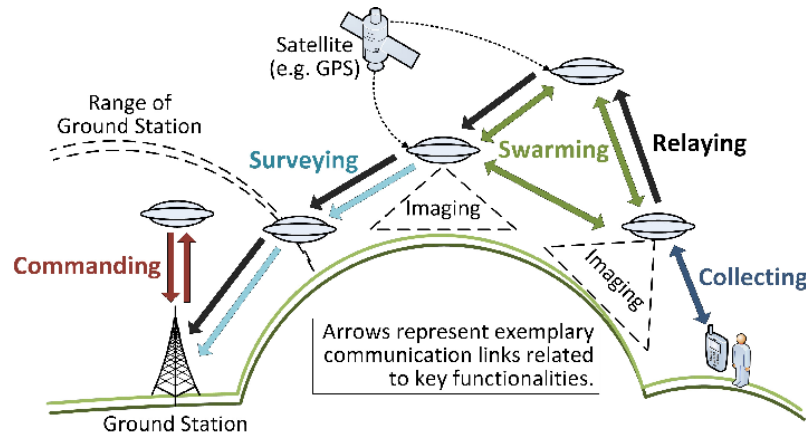 Satellite
(e.g. GPS)
Range of
Ground Station
Surveying
Swarming
Relaying
Imaging
Commanding
Imaging
Collecting
Arrows represent exemplary
communication links related
to key functionalities.
Ground Station